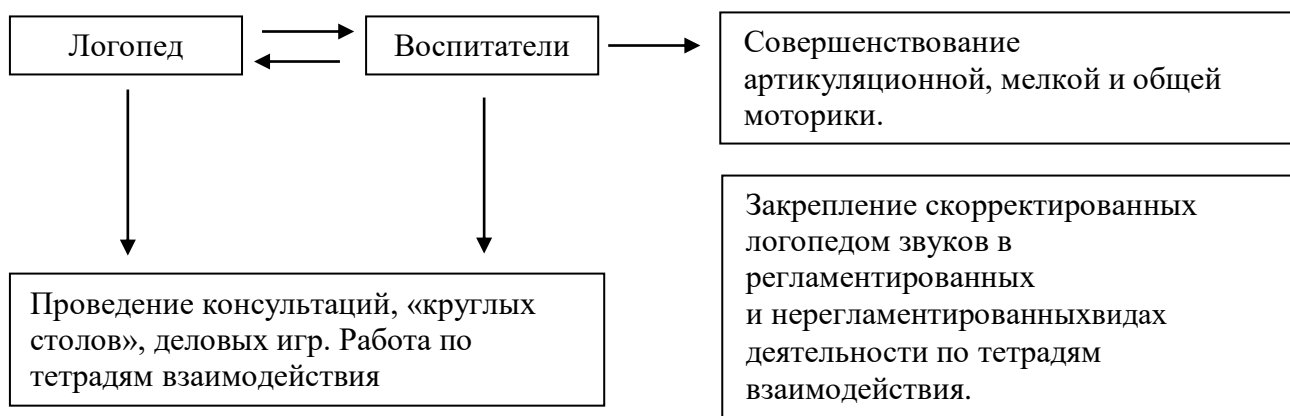 Логопед
Воспитатели
Совершенствование
артикуляционной, мелкой и общей
моторики.
Закрепление скорректированных
логопедом звуков в
регламентированных
и нерегламентированныхвидах
деятельности по тетрадям
взаимодействия.
Проведение консультаций, «круглых
столов», деловых игр. Работа по
тетрадям взаимодействия